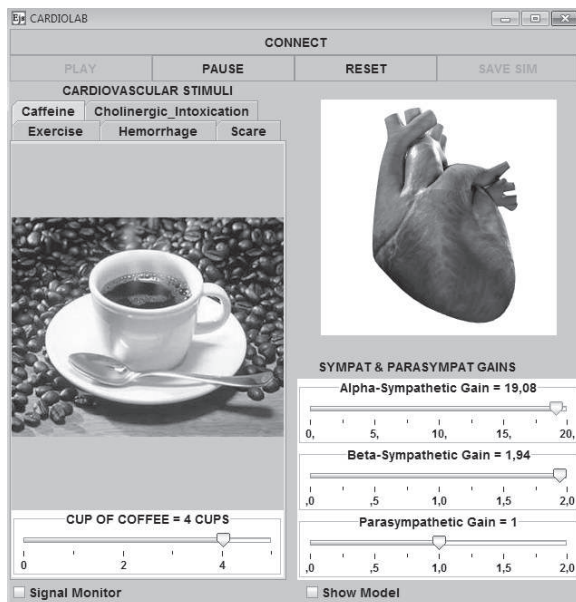 Ejs CARDIOLAB
CONNECT
PLAY PAUSE RESET SAVE SIM
CARDIOVASCULAR STIMULI
Caffeine Cholinergic_Intoxication
Exercise Hemorrhage Scare
SYMPAT & PARASYMPAT GAINS
Alpha-Sympathetic Gain = 19,08
0, 5, 10, 15, 20,
Beta-Sympathetic Gain = 1,94
,0 ,5 1,0 1,5 2,0
CUP OF COFFEE = 4 CUPS
0 2 4
Parasympathetic Gain = 1
,0 ,5 1,0 1,5 2,0
Signal Monitor Show Model